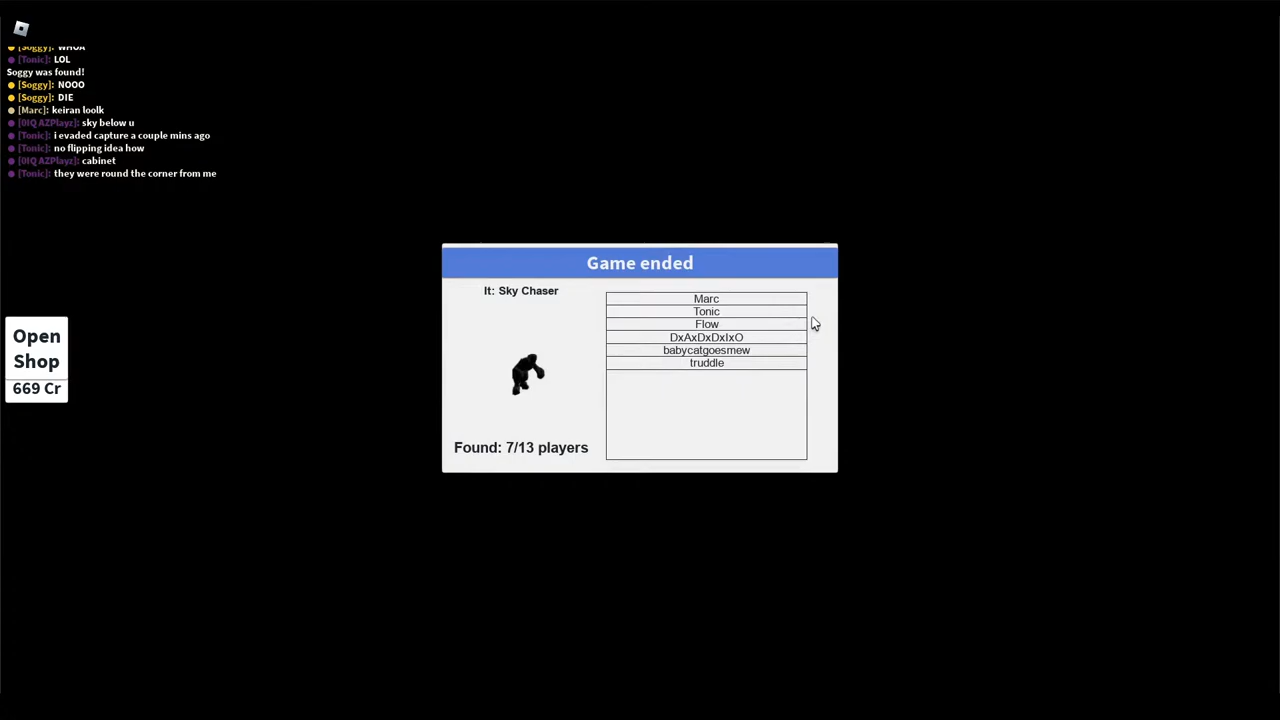 [Soggy]: WHOA
[Tonic]: LOL
Soggy was found!
[Soggy]: NOOO
[Soggy]: DIE
[Marc]: keiran loolk
[0IQ AZPlayz]: sky below u
[Tonic]: i evaded capture a couple mins ago
[Tonic]: no flipping idea how
[0IQ AZPlayz]: cabinet
[Tonic]: they were round the corner from me
Game ended
It: Sky Chaser
Marc
Tonic
Flow
DxAxDxDxIxO
babycatgoesmew
truddle
Found: 7/13 players
Open
Shop
669 Cr